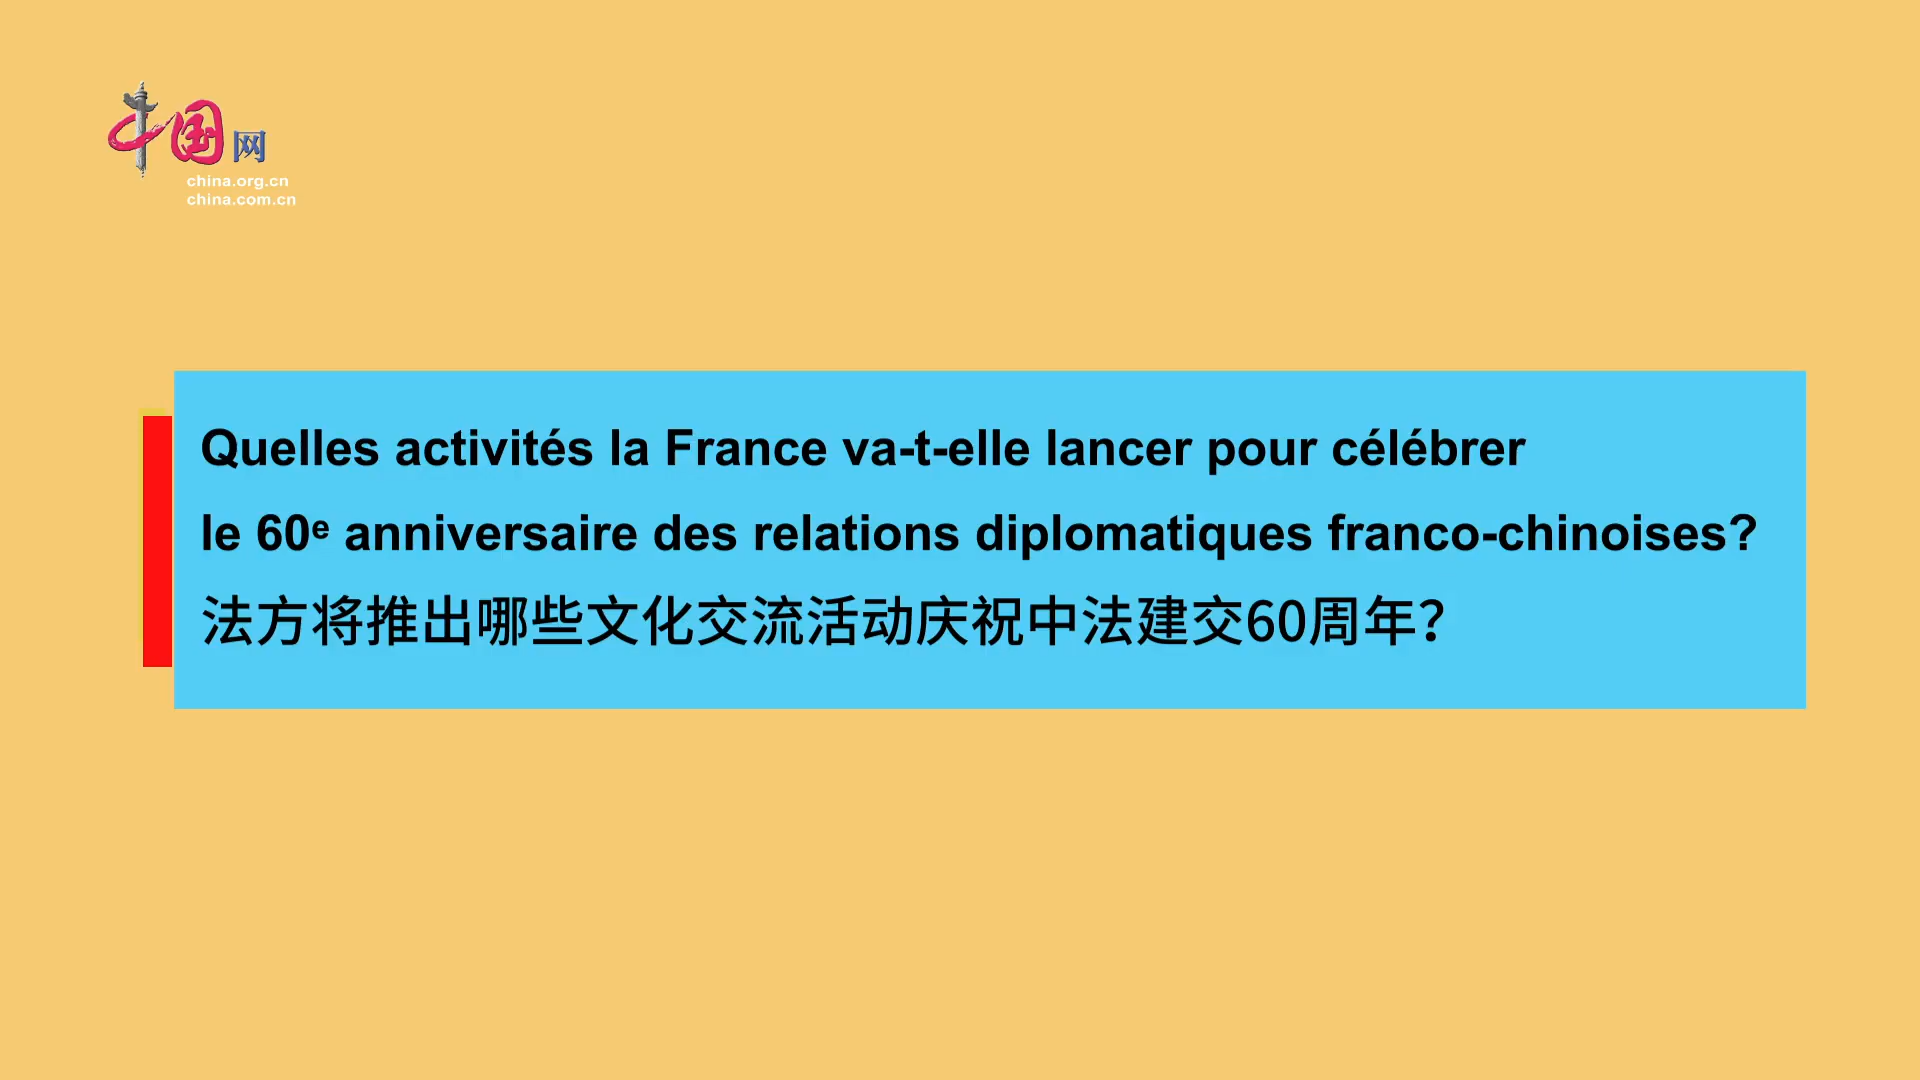 中国网
china.org.cn
china.com.cn
Quelles activités la France va-t-elle lancer pour célébrer
le 60ᵉ anniversaire des relations diplomatiques franco-chinoises?
法方将推出哪些文化交流活动庆祝中法建交60周年？